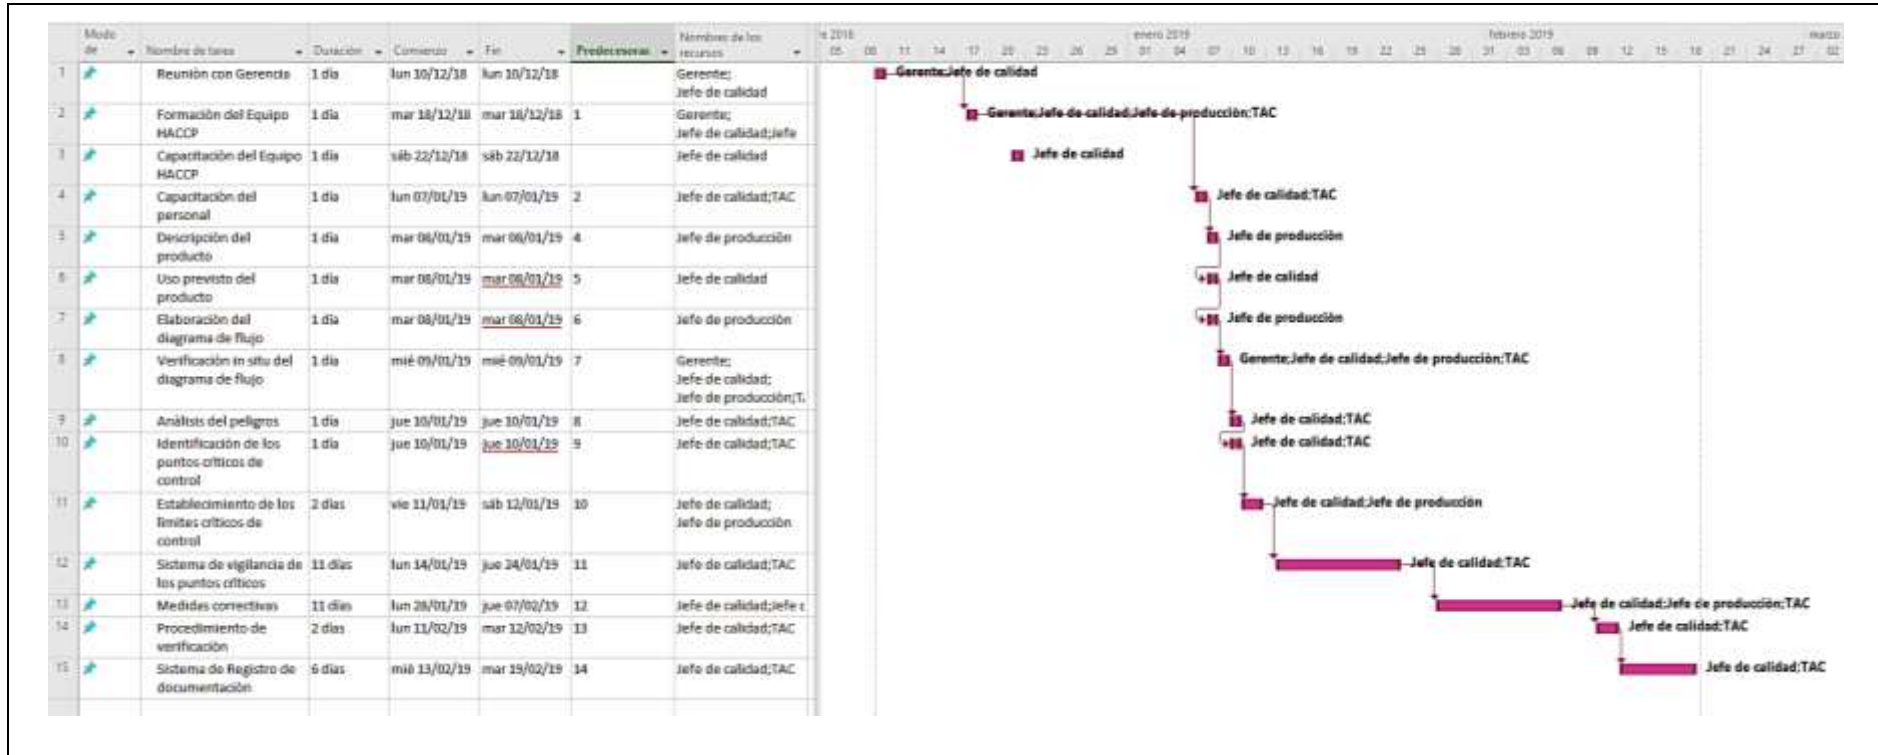 Modo de
Nombre de tarea
Duración
Comienzo
Fin
Predecesoras
Nombres de los recursos
enero 2019
febrero 2019
marzo
1 Reunión con Gerencia 1 día lun 10/12/18 lun 10/12/18 Gerente;
Jefe de calidad
Gerente;Jefe de calidad
2 Formación del Equipo 1 día mar 18/12/18 mar 18/12/18 1 Gerente;
HACCP Jefe de calidad;Jefe
Gerente;Jefe de calidad;Jefe de producción;TAC
3 Capacitación del Equipo 1 día sáb 22/12/18 sáb 22/12/18 Jefe de calidad
HACCP
Jefe de calidad
4 Capacitación del 1 día lun 07/01/19 lun 07/01/19 2 Jefe de calidad;TAC
personal
Jefe de calidad;TAC
5 Descripción del 1 día mar 08/01/19 mar 08/01/19 4 Jefe de producción
producto
Jefe de producción
6 Uso previsto del 1 día mar 08/01/19 mar 08/01/19 5 Jefe de calidad
producto
Jefe de calidad
7 Elaboración del 1 día mar 08/01/19 mar 08/01/19 6 Jefe de producción
diagrama de flujo
Jefe de producción
8 Verificación in situ del 1 día mié 09/01/19 mié 09/01/19 7 Gerente;
diagrama de flujo Jefe de calidad;
Jefe de producción;T.
Gerente;Jefe de calidad;Jefe de producción;TAC
9 Análisis del peligros 1 día jue 10/01/19 jue 10/01/19 8 Jefe de calidad;TAC
Jefe de calidad;TAC
10 Identificación de los 1 día jue 10/01/19 jue 10/01/19 9 Jefe de calidad;TAC
puntos críticos de
control
Jefe de calidad;TAC
11 Establecimiento de los 2 días vie 11/01/19 sáb 12/01/19 10 Jefe de calidad;
límites críticos de Jefe de producción
control
Jefe de calidad;Jefe de producción
12 Sistema de vigilancia de 11 días lun 14/01/19 jue 24/01/19 11 Jefe de calidad;TAC
los puntos críticos
Jefe de calidad;TAC
13 Medidas correctivas 11 días lun 28/01/19 jue 07/02/19 12 Jefe de calidad;Jefe
Jefe de calidad;Jefe de producción;TAC
14 Procedimiento de 2 días lun 11/02/19 mar 12/02/19 13 Jefe de calidad;TAC
verificación
Jefe de calidad;TAC
15 Sistema de Registro de 6 días mié 13/02/19 mar 19/02/19 14 Jefe de calidad;TAC
documentación
Jefe de calidad;TAC